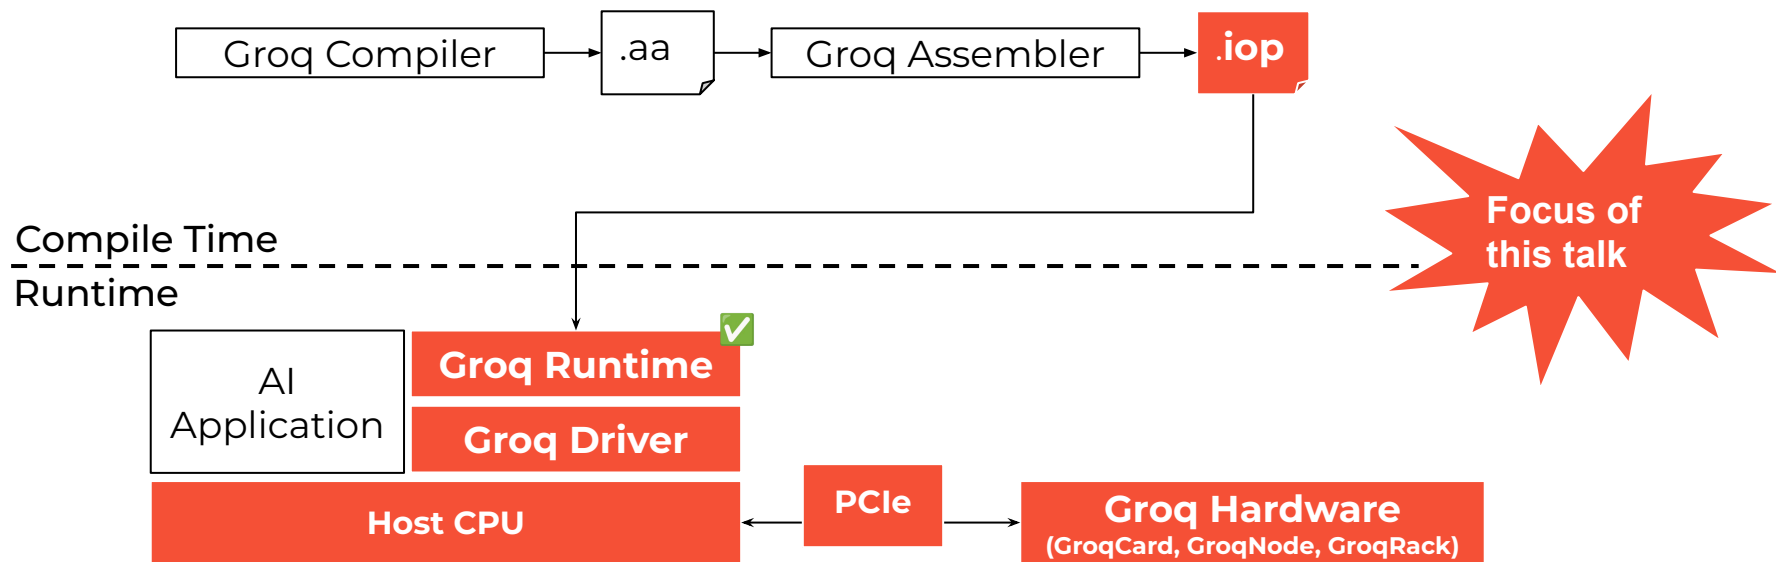 Groq Compiler
.aa
Groq Assembler
.iop
Focus of
this talk
Compile Time
Runtime
AI
Application
Groq Runtime
Groq Driver
Host CPU
PCIe
Groq Hardware
(GroqCard, GroqNode, GroqRack)